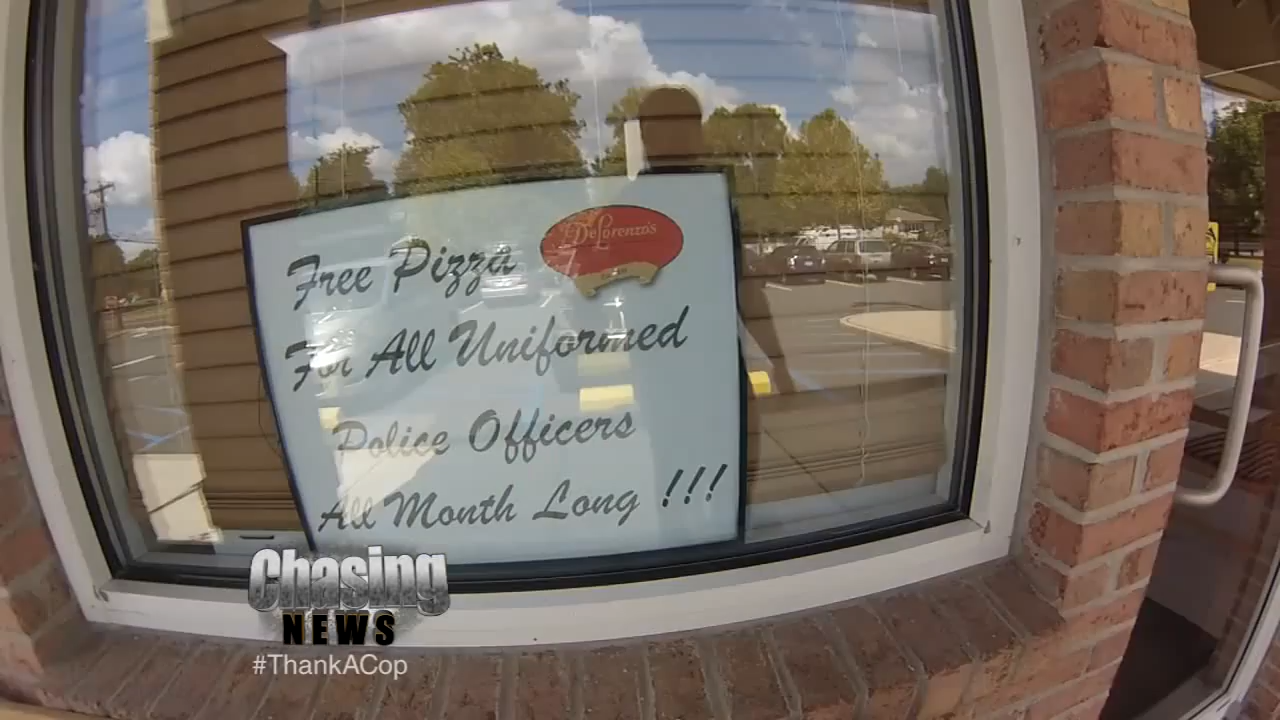 Free Pizza
DeLorenzo's
For All Uniformed
Police Officers
All Month Long !!!
Chasing
NEWS
#ThankACop